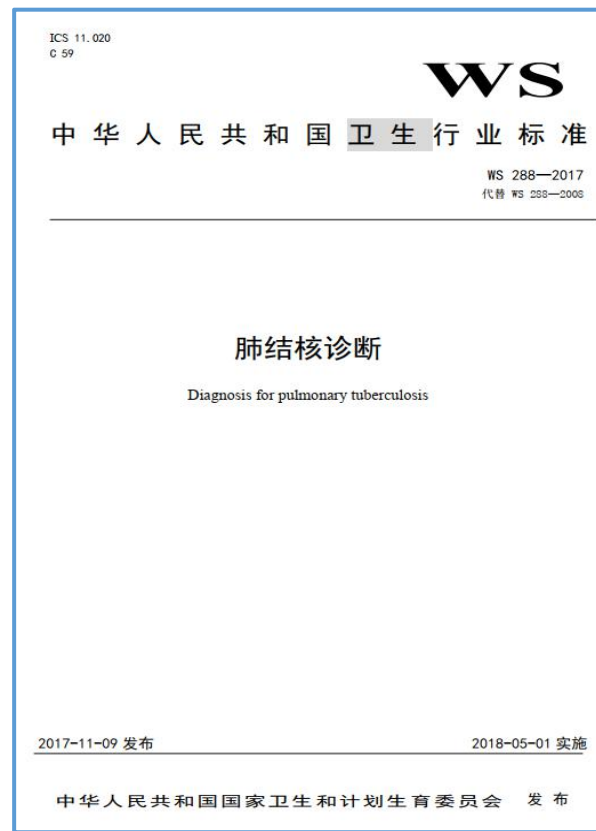 ICS 11.020
C 59
WS
中华人民共和国卫生行业标准
WS 288—2017
代替 WS 288—2008
肺结核诊断
Diagnosis for pulmonary tuberculosis
2017-11-09 发布
2018-05-01 实施
中华人民共和国国家卫生和计划生育委员会 发布